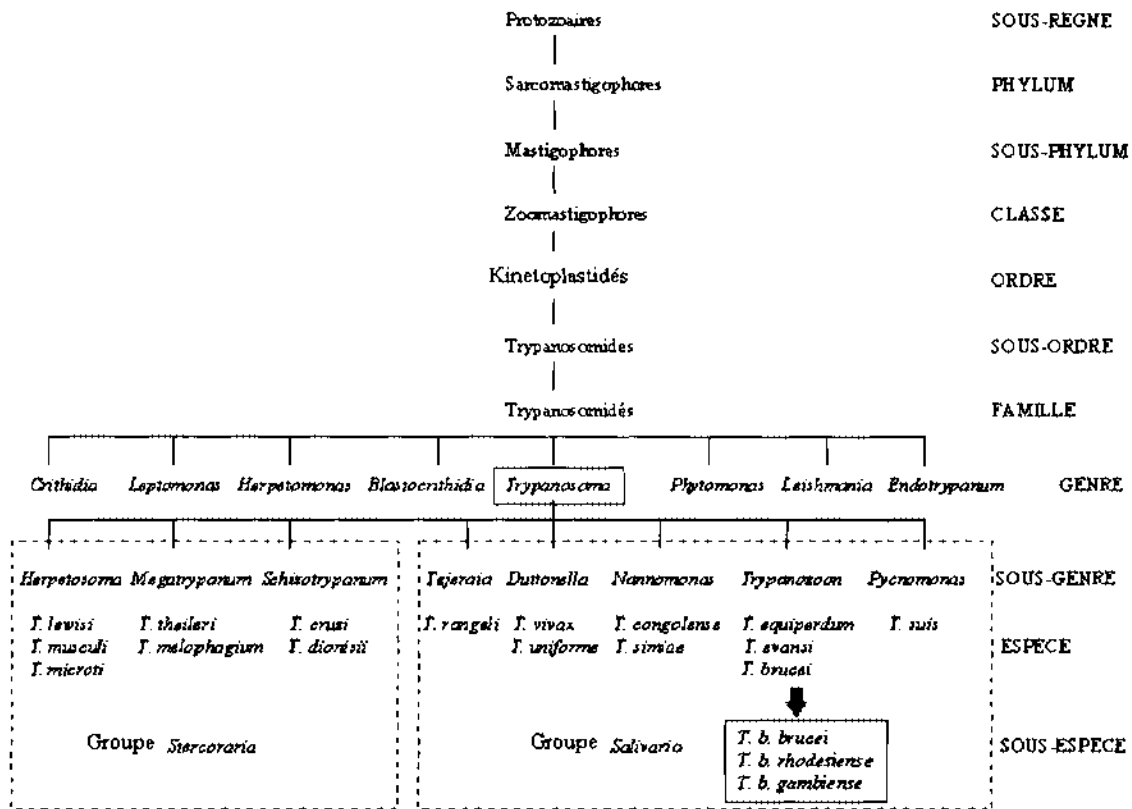 Protozoaires SOUS-REGNE
Sarcomastigophores PHYLUM
Mastigophores SOUS-PHYLUM
Zoomastigophores CLASSE
Kinetoplastidés ORDRE
Trypanosomides SOUS-ORDRE
Trypanosomidés FAMILLE
Crithidia Leptomonas Herpetomonas Blastocrithidia Trypanosoma Phytomonas Leishmania Endotrypanum GENRE
Herpetosoma Megatrypanum Schizotrypanum Tejeraia Duttonella Nannomonas Trypanozoon Pycnomonas SOUS-GENRE
T. lewisi T. theileri T. cruzi T. rangeli T. vivax T. congolense T. equiperdum T. suis
T. musculi T. melophagium T. dionisii T. uniforme T. simiae T. evansi ESPECE
T. microti T. brucei
Groupe Stercoraria Groupe Salivaria T. b. brucei
T. b. rhodesiense SOUS-ESPECE
T. b. gambiense